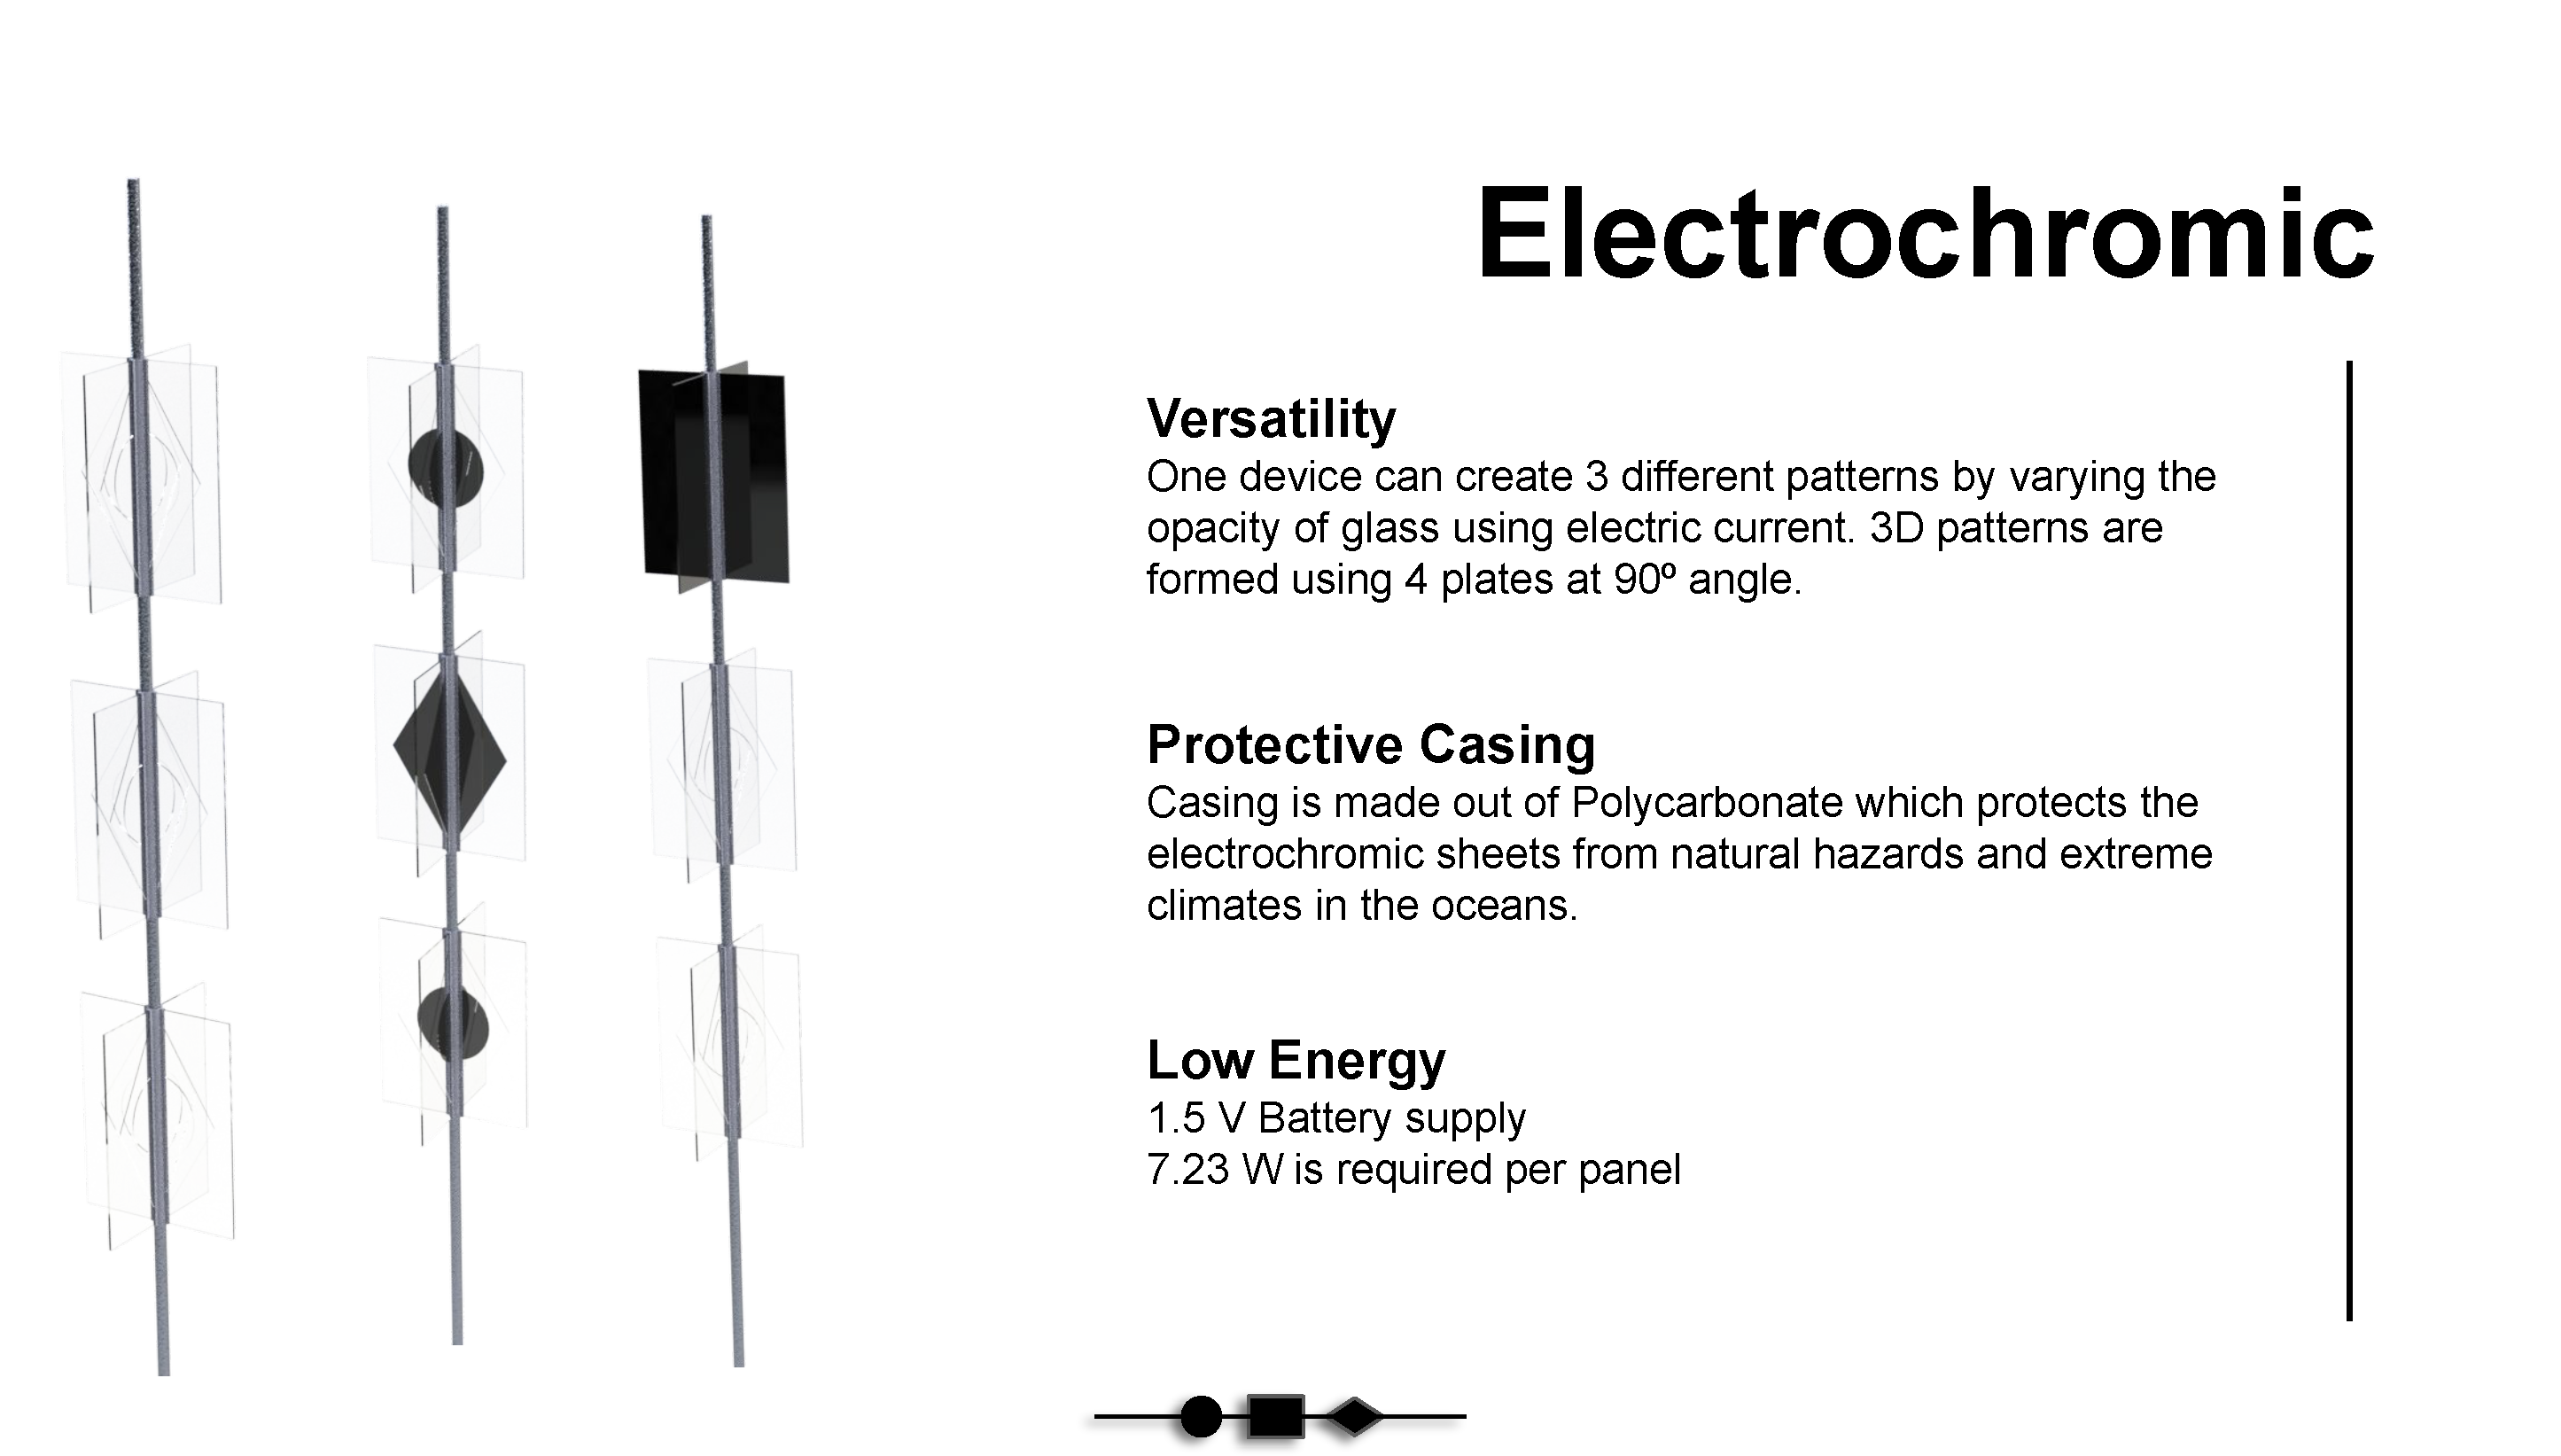 Electrochromic
Versatility
One device can create 3 different patterns by varying the
opacity of glass using electric current. 3D patterns are
formed using 4 plates at 90º angle.
Protective Casing
Casing is made out of Polycarbonate which protects the
electrochromic sheets from natural hazards and extreme
climates in the oceans.
Low Energy
1.5 V Battery supply
7.23 W is required per panel